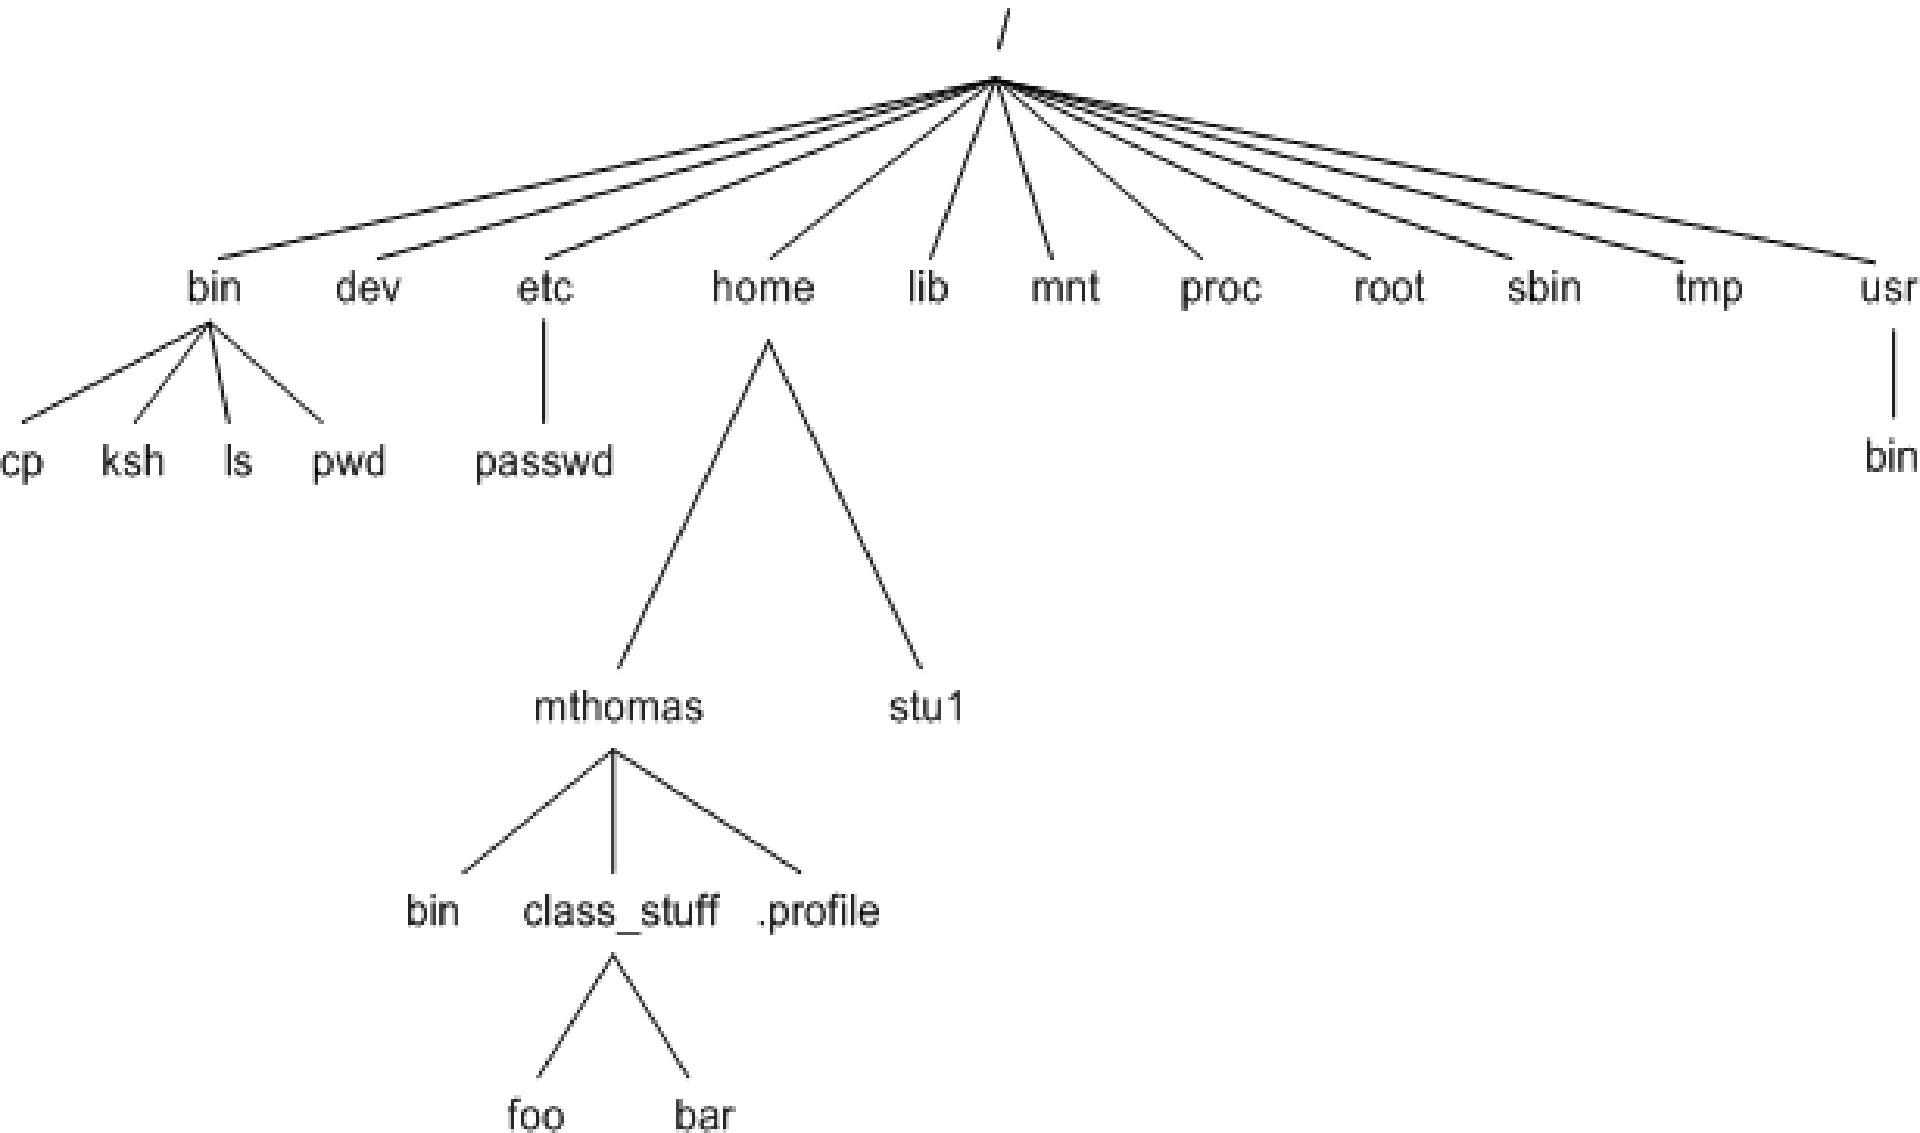 /
bin dev etc home lib mnt proc root sbin tmp usr
cp ksh ls pwd passwd bin
mthomas stu1
bin class_stuff .profile
foo bar